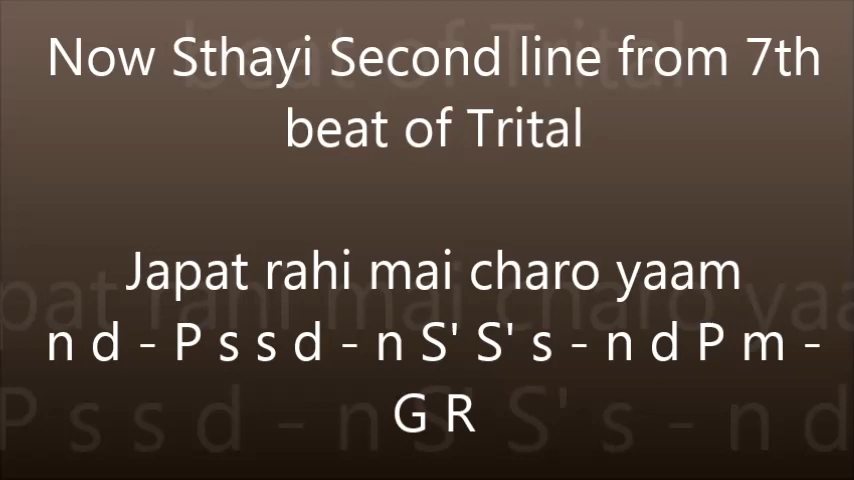 Now Sthayi Second line from 7th
beat of Trital
Japat rahi mai charo yaam
n d - P s s d - n S' S' s - n d P m -
G R